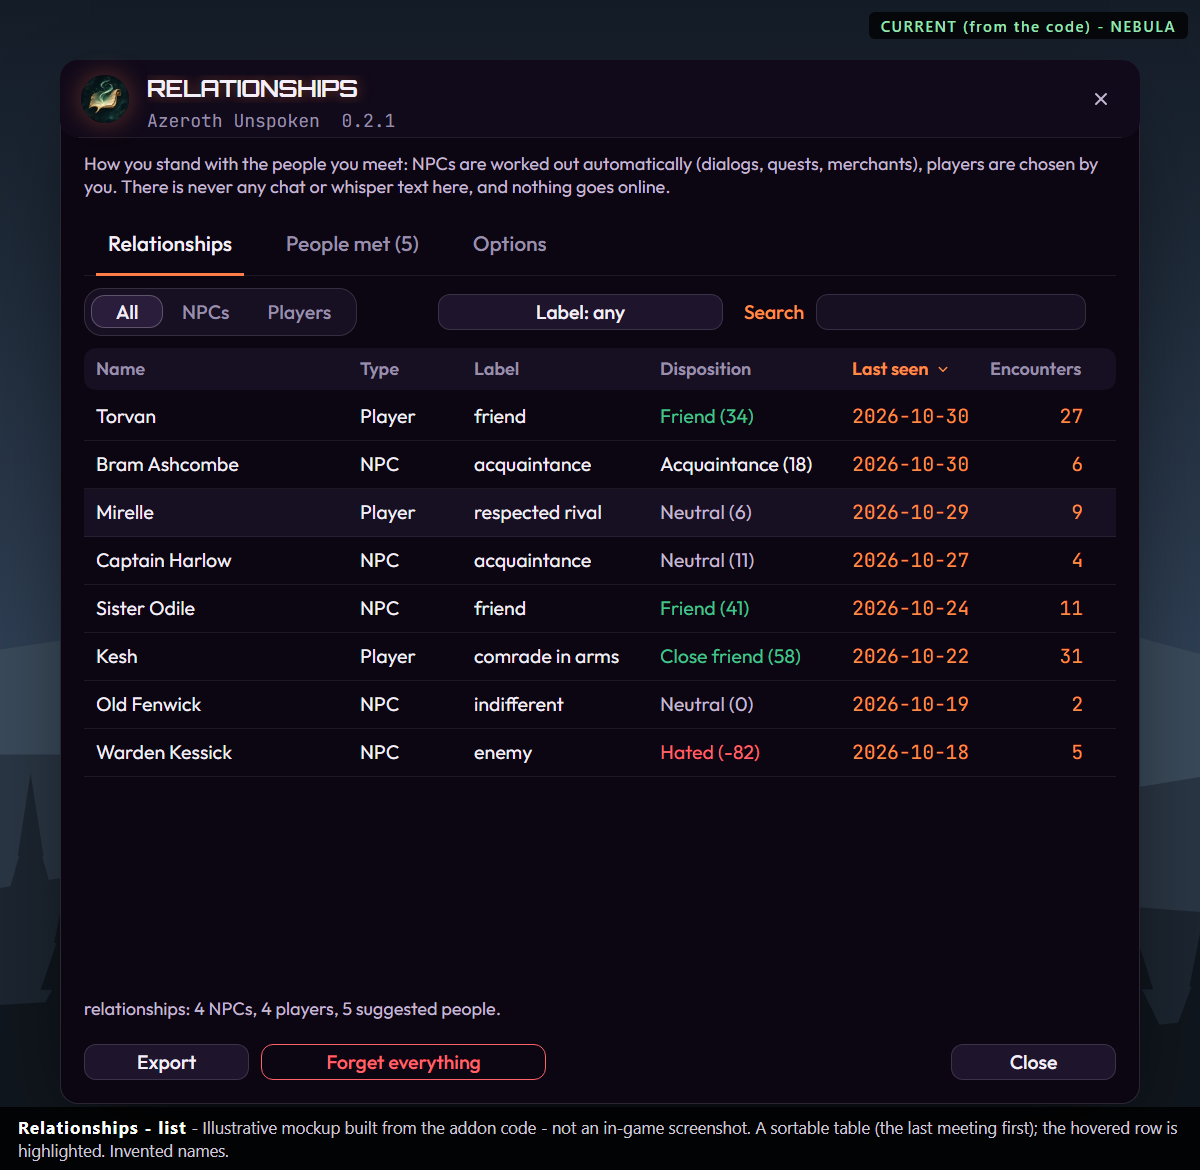 CURRENT (from the code) - NEBULA
RELATIONSHIPS
Azeroth Unspoken 0.2.1
How you stand with the people you meet: NPCs are worked out automatically (dialogs, quests, merchants), players are chosen by
you. There is never any chat or whisper text here, and nothing goes online.
Relationships People met (5) Options
All NPCs Players Label: any Search
Name Type Label Disposition Last seen Encounters
Torvan Player friend Friend (34) 2026-10-30 27
Bram Ashcombe NPC acquaintance Acquaintance (18) 2026-10-30 6
Mirelle Player respected rival Neutral (6) 2026-10-29 9
Captain Harlow NPC acquaintance Neutral (11) 2026-10-27 4
Sister Odile NPC friend Friend (41) 2026-10-24 11
Kesh Player comrade in arms Close friend (58) 2026-10-22 31
Old Fenwick NPC indifferent Neutral (0) 2026-10-19 2
Warden Kessick NPC enemy Hated (-82) 2026-10-18 5
relationships: 4 NPCs, 4 players, 5 suggested people.
Export Forget everything Close
Relationships - list - Illustrative mockup built from the addon code - not an in-game screenshot. A sortable table (the last meeting first); the hovered row is
highlighted. Invented names.